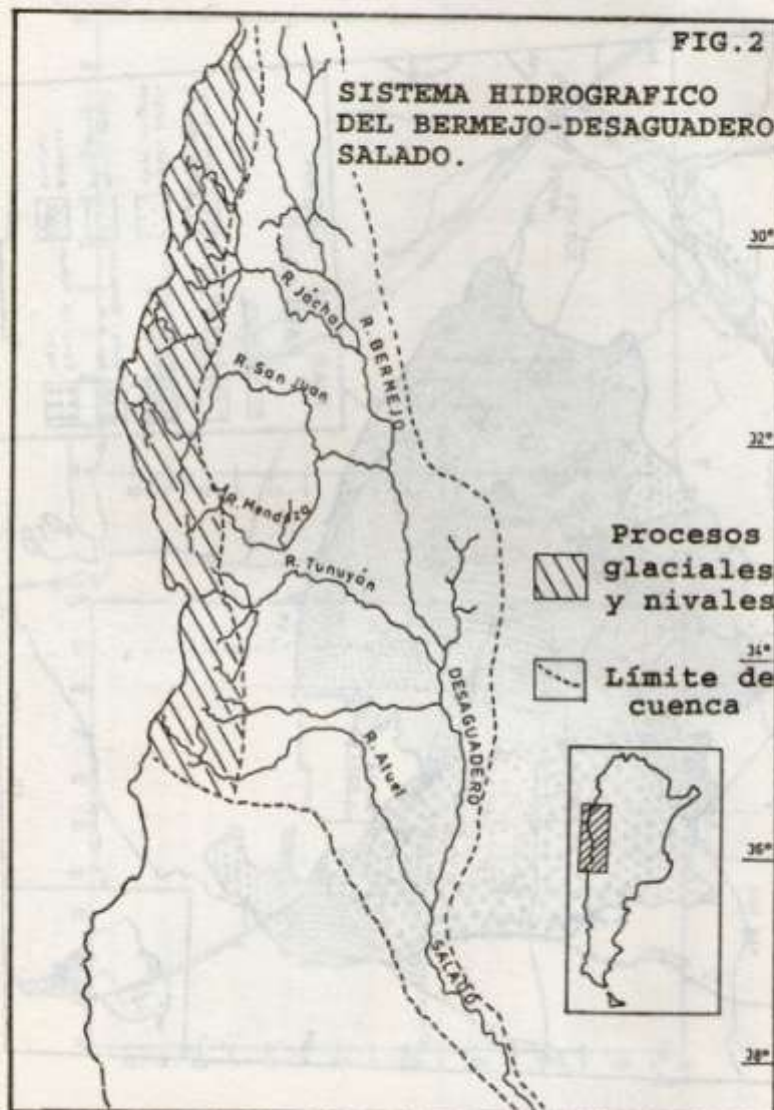 FIG.2
SISTEMA HIDROGRAFICO
DEL BERMEJO-DESAGUADERO
SALADO.
30°
R. Jáchal
R. BERMEJO
R. San Juan
32°
R. Mendoza
Procesos
glaciales
y nivales
R. Tunuyán
34°
Límite de
cuenca
DESAGUADERO
R. Atuel
36°
SALADO
38°